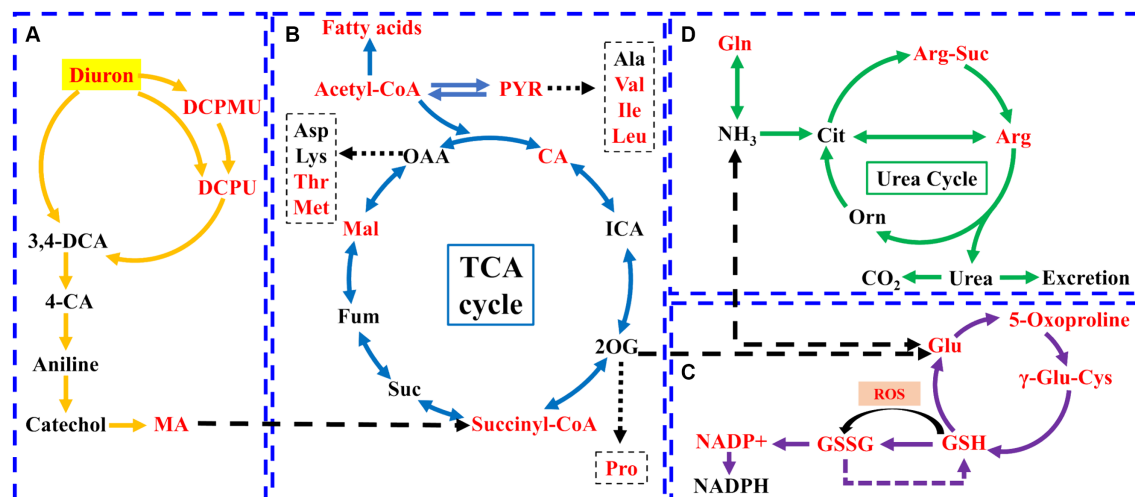 A
Diuron
DCPMU
DCPU
3,4-DCA
4-CA
Aniline
Catechol
MA
B
Fatty acids
Acetyl-CoA
PYR
Ala
Val
Ile
Leu
Asp
Lys
Thr
Met
OAA
CA
Mal
ICA
TCA
cycle
Fum
2OG
Suc
Succinyl-CoA
Pro
D
Gln
Arg-Suc
NH₃
Cit
Arg
Urea Cycle
Orn
CO₂
Urea
Excretion
C
Glu
5-Oxoproline
γ-Glu-Cys
ROS
NADP+
GSSG
GSH
NADPH